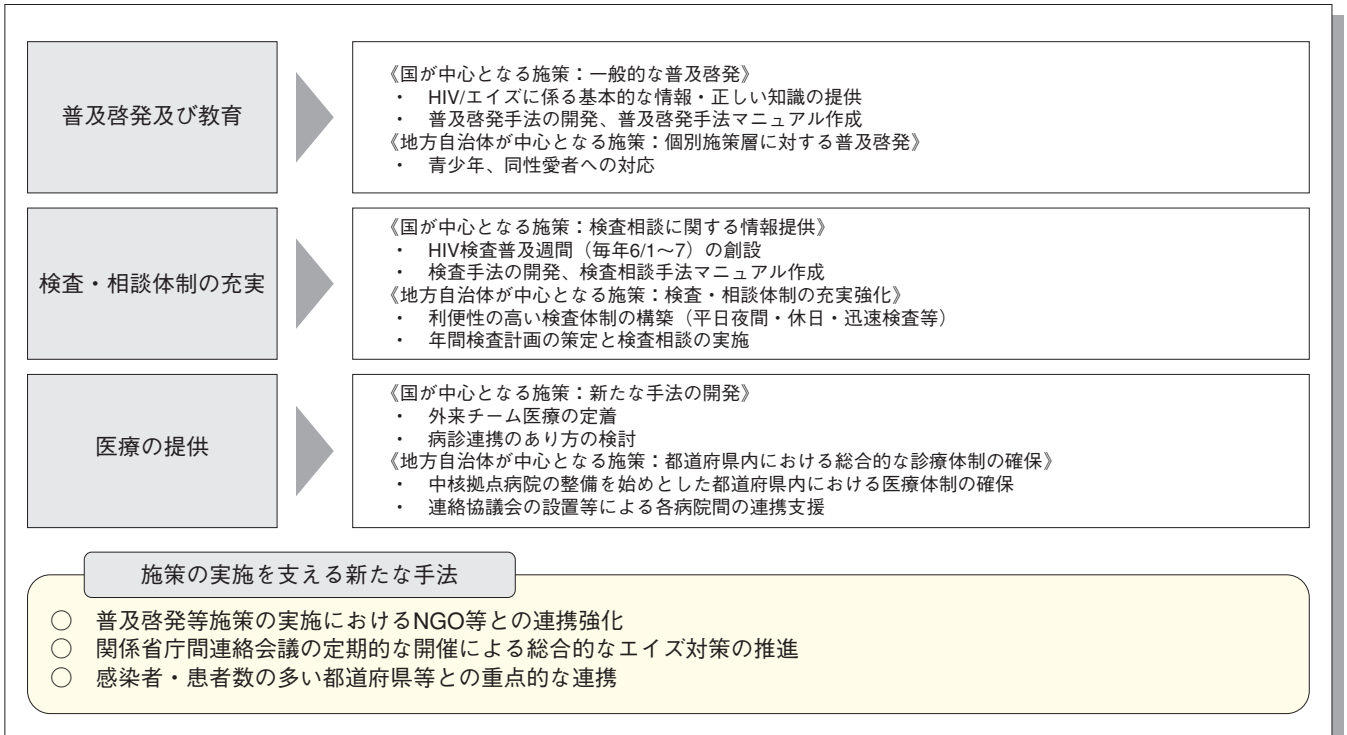 普及啓発及び教育
《国が中心となる施策：一般的な普及啓発》
・ HIV/エイズに係る基本的な情報・正しい知識の提供
・ 普及啓発手法の開発、普及啓発手法マニュアル作成
《地方自治体が中心となる施策：個別施策層に対する普及啓発》
・ 青少年、同性愛者への対応
検査・相談体制の充実
《国が中心となる施策：検査相談に関する情報提供》
・ HIV検査普及週間（毎年6/1～7）の創設
・ 検査手法の開発、検査相談手法マニュアル作成
《地方自治体が中心となる施策：検査・相談体制の充実強化》
・ 利便性の高い検査体制の構築（平日夜間・休日・迅速検査等）
・ 年間検査計画の策定と検査相談の実施
医療の提供
《国が中心となる施策：新たな手法の開発》
・ 外来チーム医療の定着
・ 病診連携のあり方の検討
《地方自治体が中心となる施策：都道府県内における総合的な診療体制の確保》
・ 中核拠点病院の整備を始めとした都道府県内における医療体制の確保
・ 連絡協議会の設置等による各病院間の連携支援
施策の実施を支える新たな手法
○ 普及啓発等施策の実施におけるNGO等との連携強化
○ 関係省庁間連絡会議の定期的な開催による総合的なエイズ対策の推進
○ 感染者・患者数の多い都道府県等との重点的な連携